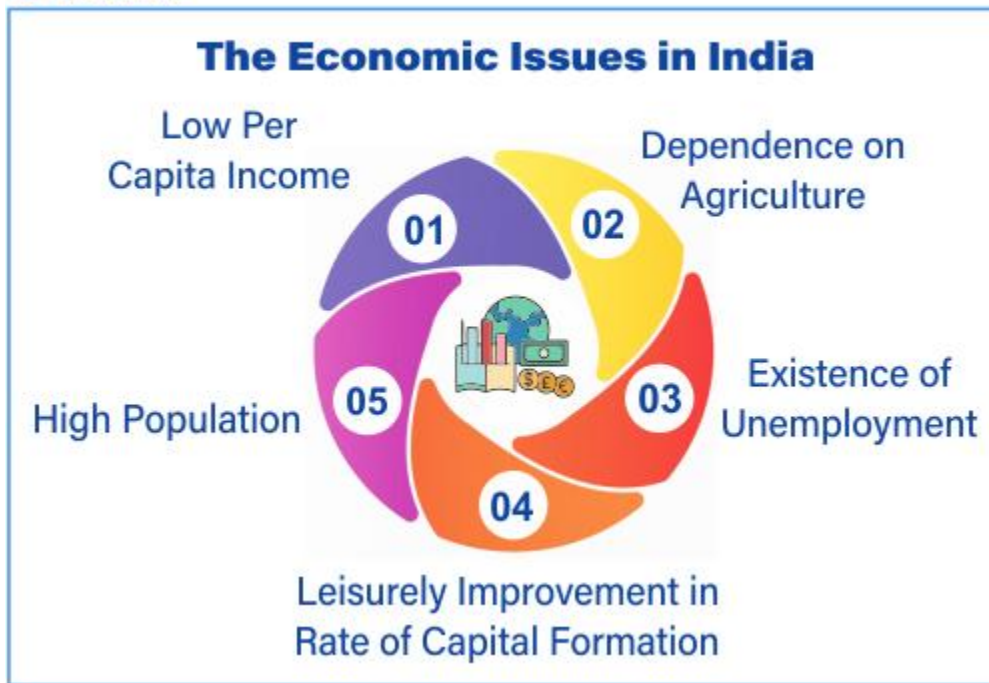 The Economic Issues in India
Low Per
Capita Income
01
02
Dependence on
Agriculture
03
Existence of
Unemployment
04
Leisurely Improvement in
Rate of Capital Formation
05
High Population
$ £ €